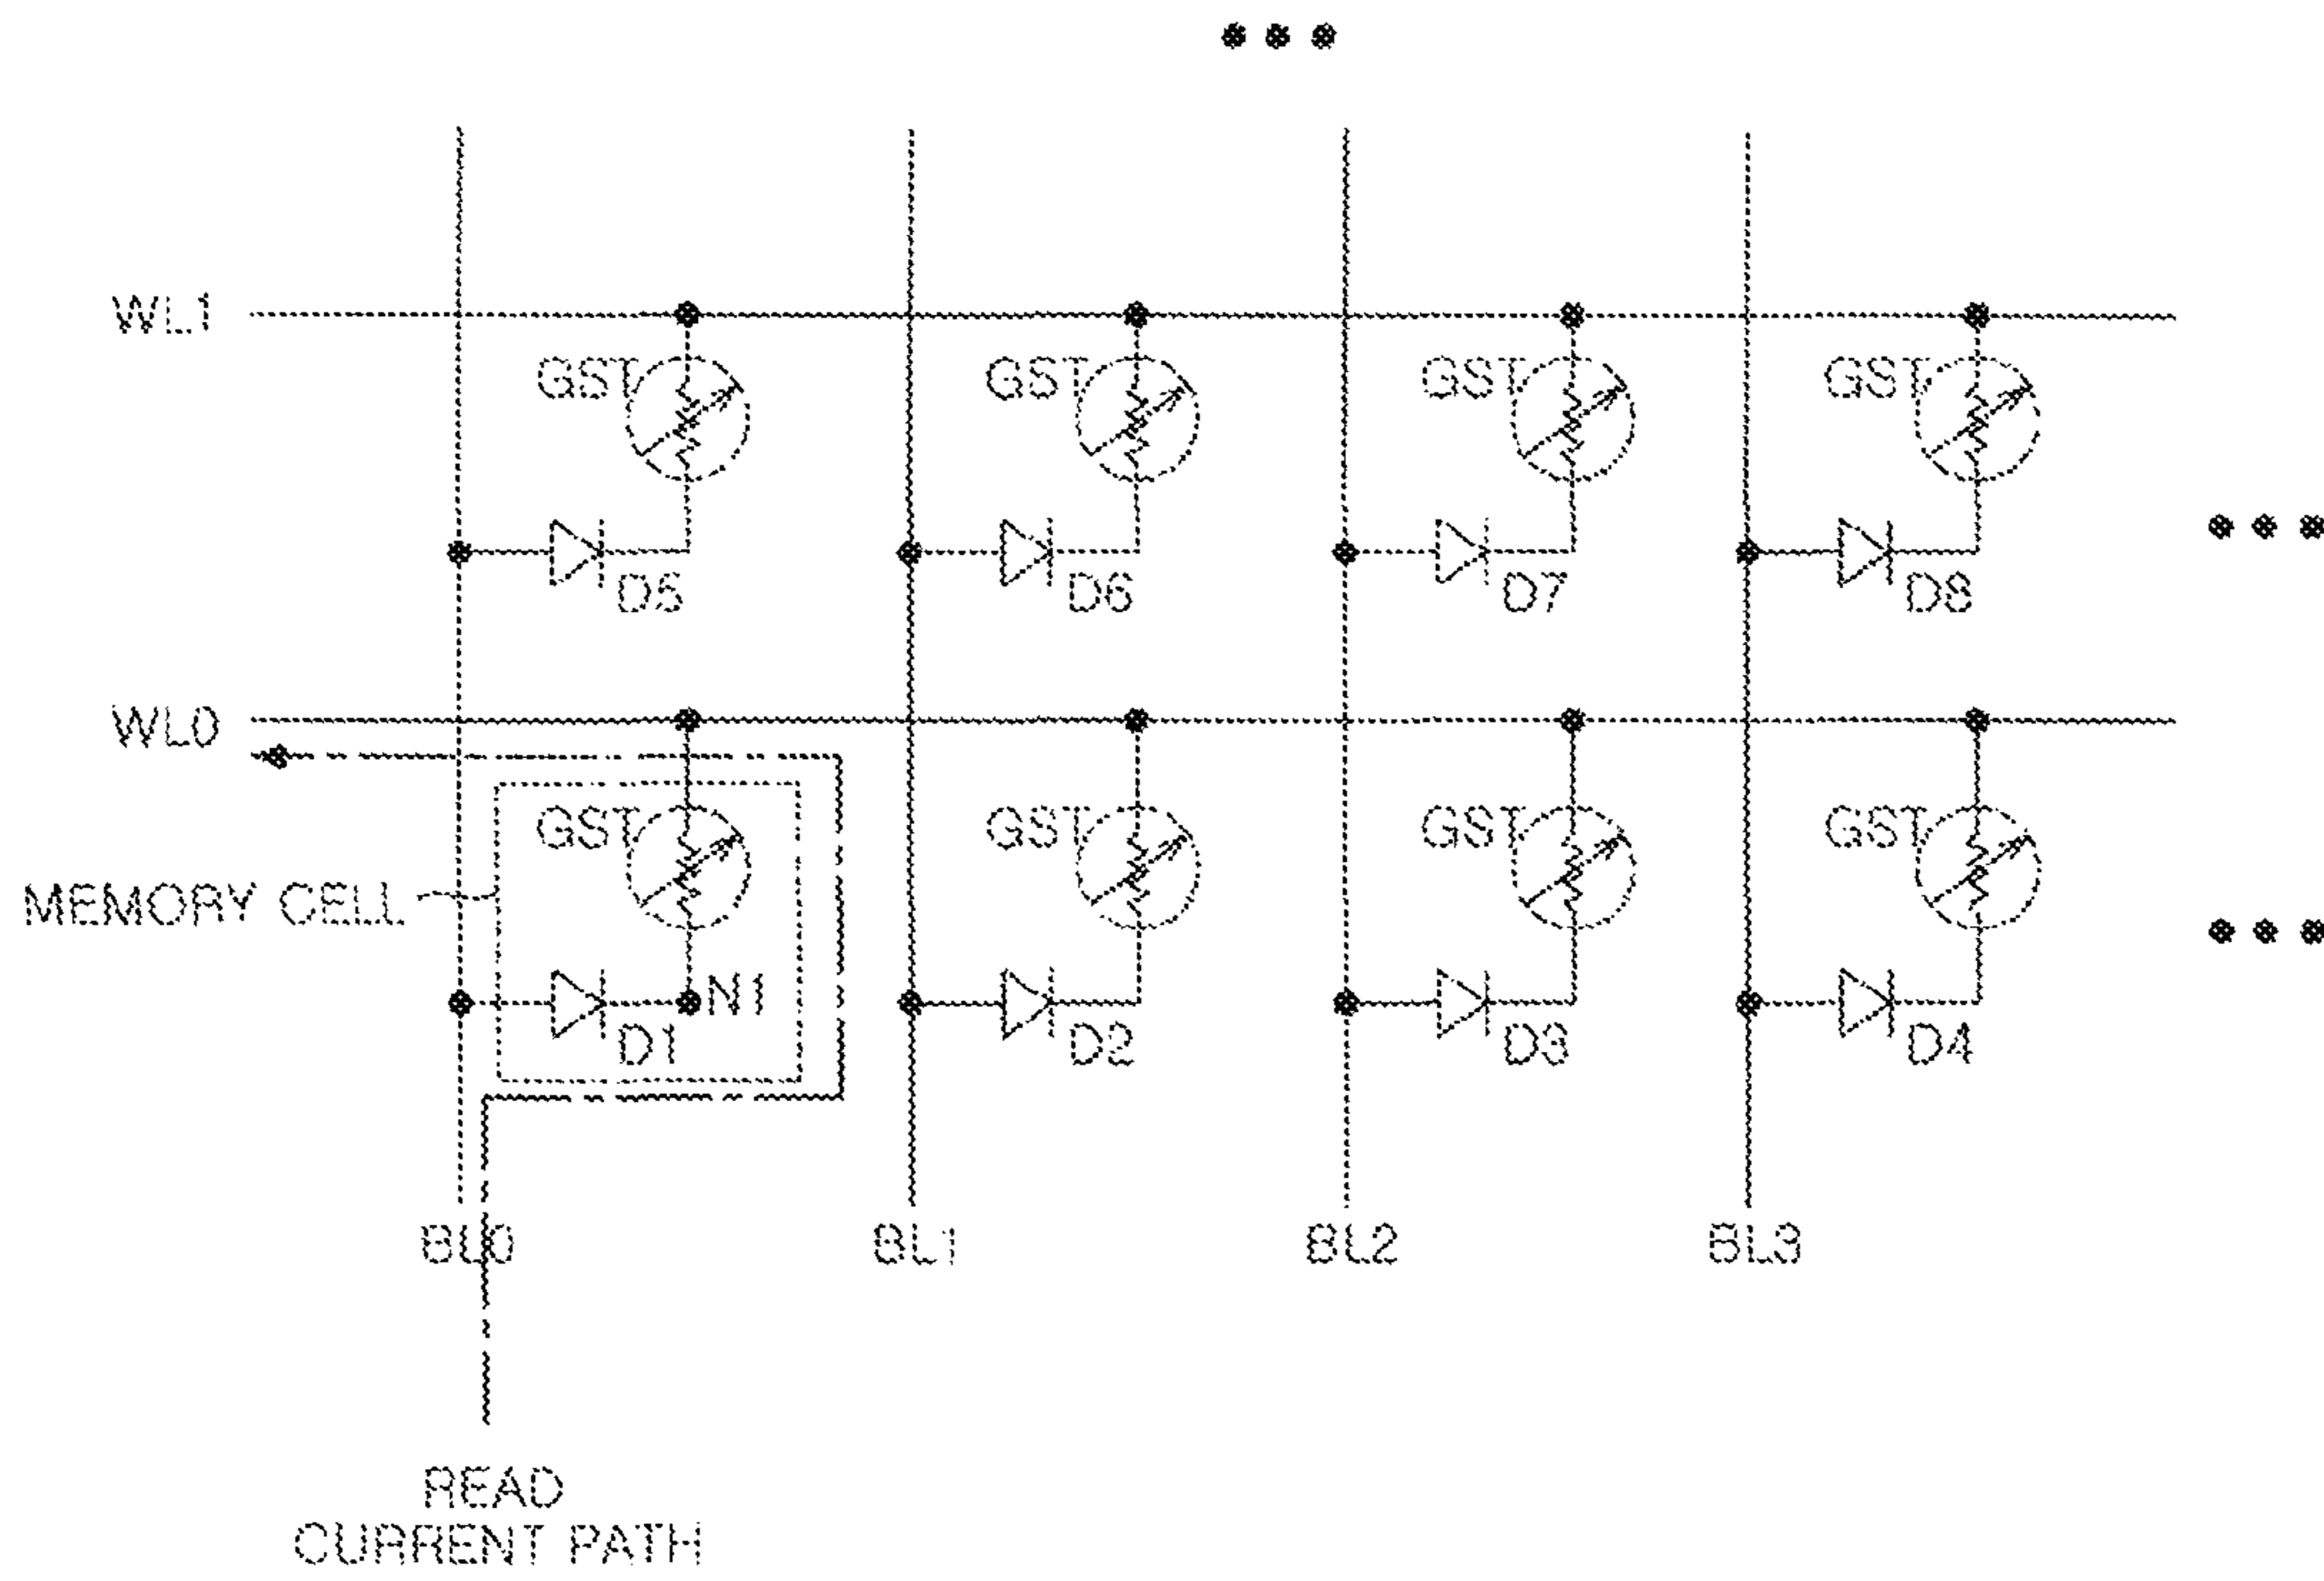 WL1
GST GST GST GST
D5 D6 D7 D8
WL0
GST GST GST GST
MEMORY CELL
N1
D1 D2 D3 D4
BL0 BL1 BL2 BL3
READ
CURRENT PATH